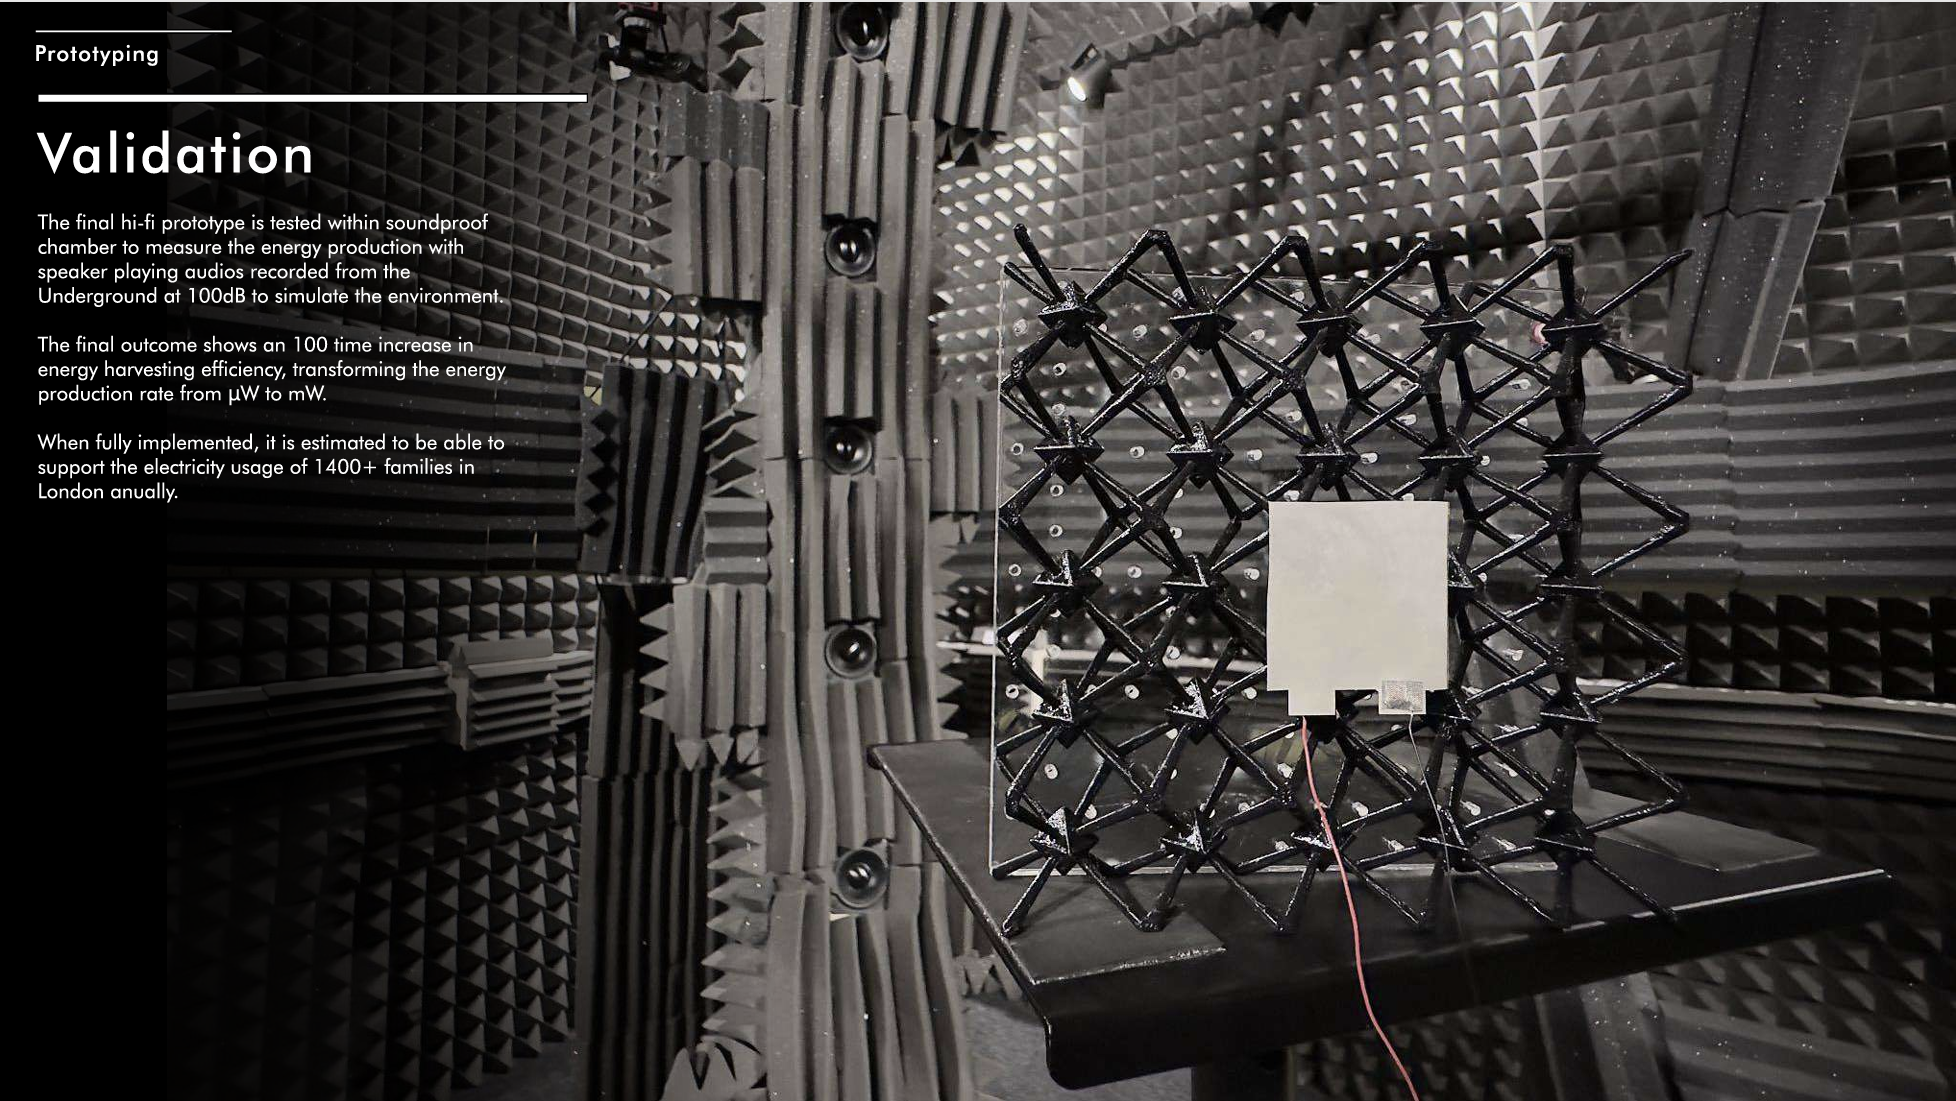 Prototyping
Validation
The final hi-fi prototype is tested within soundproof
chamber to measure the energy production with
speaker playing audios recorded from the
Underground at 100dB to simulate the environment.
The final outcome shows an 100 time increase in
energy harvesting efficiency, transforming the energy
production rate from µW to mW.
When fully implemented, it is estimated to be able to
support the electricity usage of 1400+ families in
London anually.